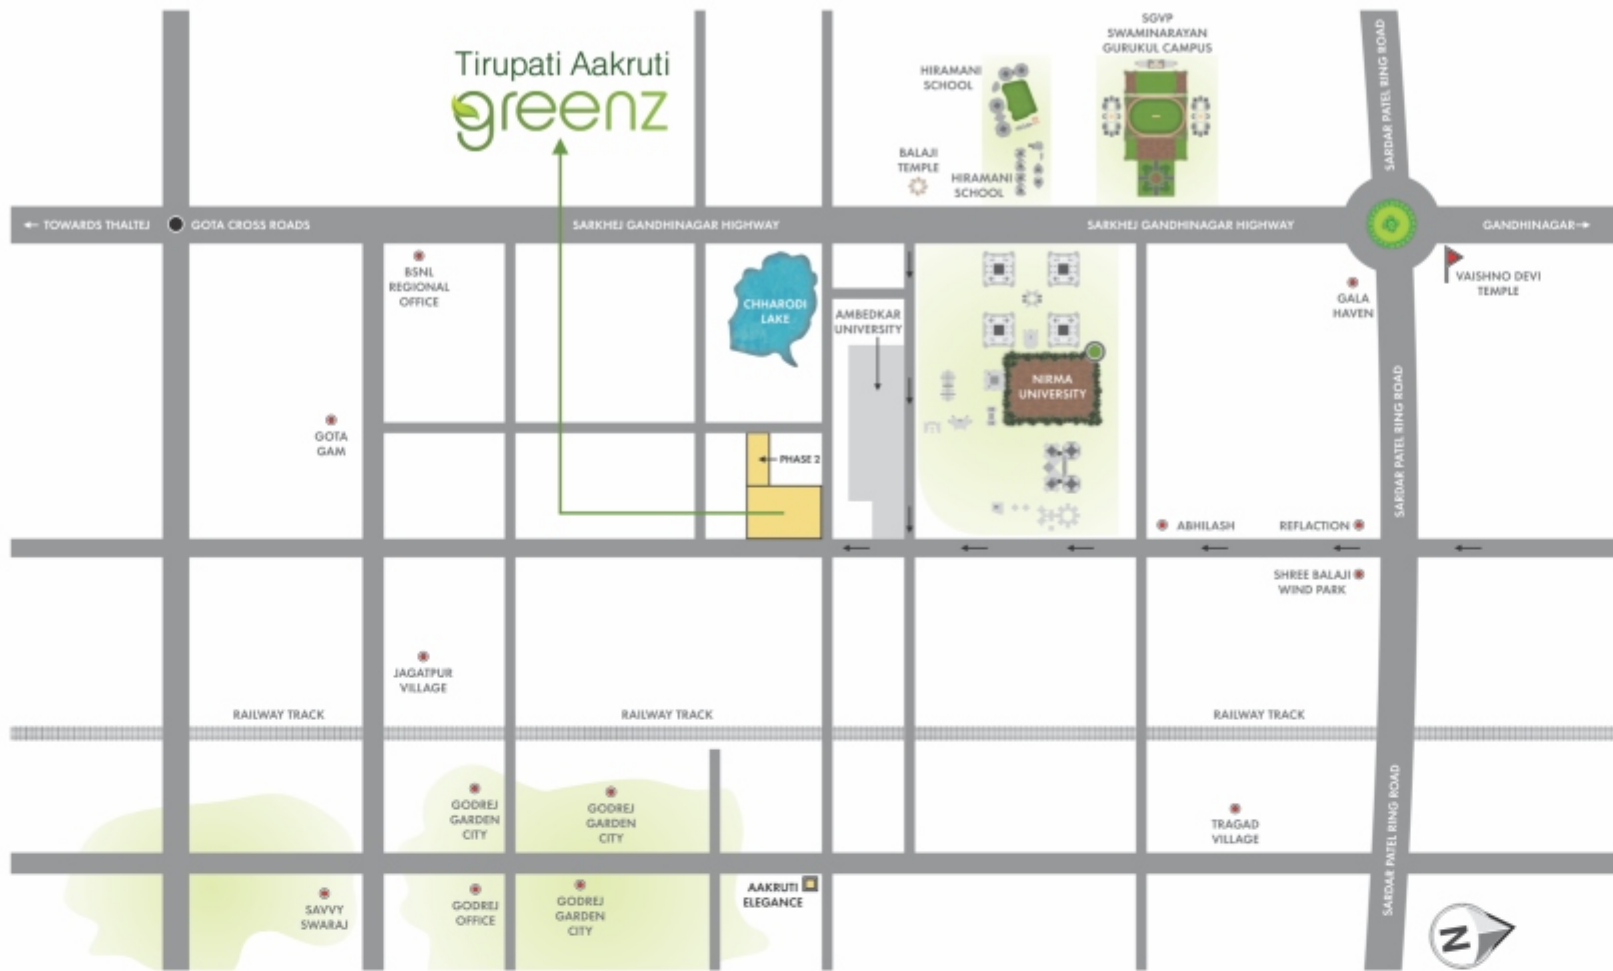 SGVP
SWAMINARAYAN
GURUKUL CAMPUS
SARDAR PATEL RING ROAD
Tirupati Aakruti
greenz
HIRAMANI
SCHOOL
BALAJI
TEMPLE
HIRAMANI
SCHOOL
← TOWARDS THALTEJ
GOTA CROSS ROADS
SARKHEJ GANDHINAGAR HIGHWAY
SARKHEJ GANDHINAGAR HIGHWAY
GANDHINAGAR→
BSNL
REGIONAL
OFFICE
CHHARODI
LAKE
AMBEDKAR
UNIVERSITY
GALA
HAVEN
VAISHNO DEVI
TEMPLE
NIRMA
UNIVERSITY
SARDAR PATEL RING ROAD
GOTA
GAM
PHASE 2
ABHILASH
REFLACTION
SHREE BALAJI
WIND PARK
JAGATPUR
VILLAGE
RAILWAY TRACK
RAILWAY TRACK
RAILWAY TRACK
GODREJ
GARDEN
CITY
GODREJ
GARDEN
CITY
TRAGAD
VILLAGE
SARDAR PATEL RING ROAD
SAVVY
SWARAJ
GODREJ
OFFICE
GODREJ
GARDEN
CITY
AAKRUTI
ELEGANCE
N